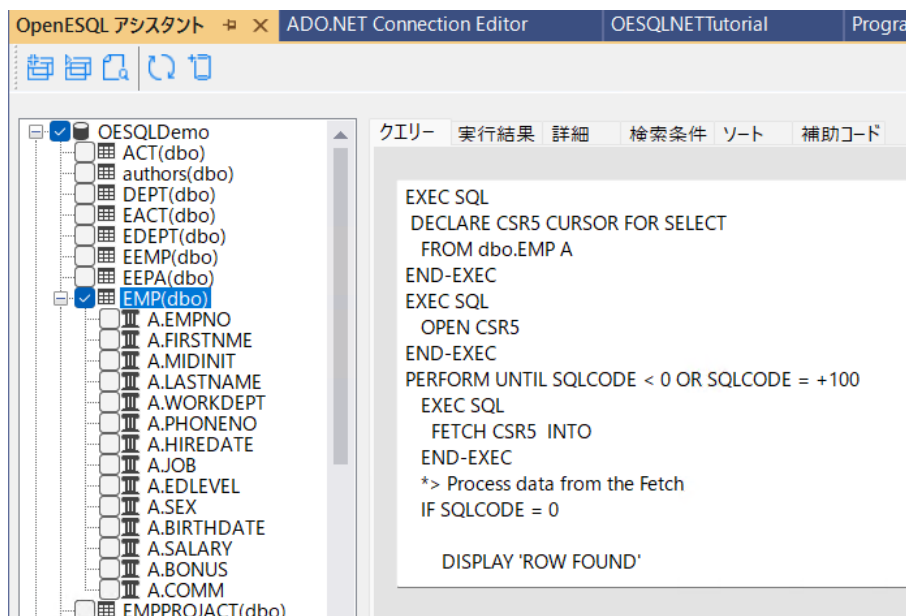 OpenESQL アシスタント
ADO.NET Connection Editor
OESQLNETTutorial
Progra
OESQLDemo
ACT(dbo)
authors(dbo)
DEPT(dbo)
EACT(dbo)
EDEPT(dbo)
EEMP(dbo)
EEPA(dbo)
EMP(dbo)
A.EMPNO
A.FIRSTNME
A.MIDINIT
A.LASTNAME
A.WORKDEPT
A.PHONENO
A.HIREDATE
A.JOB
A.EDLEVEL
A.SEX
A.BIRTHDATE
A.SALARY
A.BONUS
A.COMM
EMPPROJACT(dbo)
クエリー 実行結果 詳細 検索条件 ソート 補助コード
EXEC SQL
DECLARE CSR5 CURSOR FOR SELECT
FROM dbo.EMP A
END-EXEC
EXEC SQL
OPEN CSR5
END-EXEC
PERFORM UNTIL SQLCODE < 0 OR SQLCODE = +100
EXEC SQL
FETCH CSR5 INTO
END-EXEC
*> Process data from the Fetch
IF SQLCODE = 0
DISPLAY 'ROW FOUND'